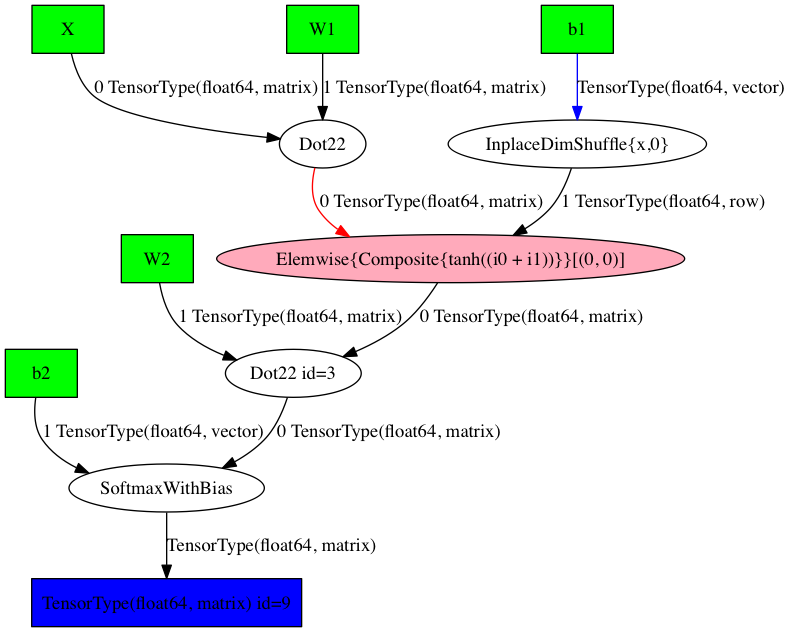 X
W1
b1
0 TensorType(float64, matrix)
1 TensorType(float64, matrix)
TensorType(float64, vector)
Dot22
InplaceDimShuffle{x,0}
0 TensorType(float64, matrix)
1 TensorType(float64, row)
W2
Elemwise{Composite{tanh((i0 + i1))}}[(0, 0)]
1 TensorType(float64, matrix)
0 TensorType(float64, matrix)
b2
Dot22 id=3
1 TensorType(float64, vector)
0 TensorType(float64, matrix)
SoftmaxWithBias
TensorType(float64, matrix)
TensorType(float64, matrix) id=9